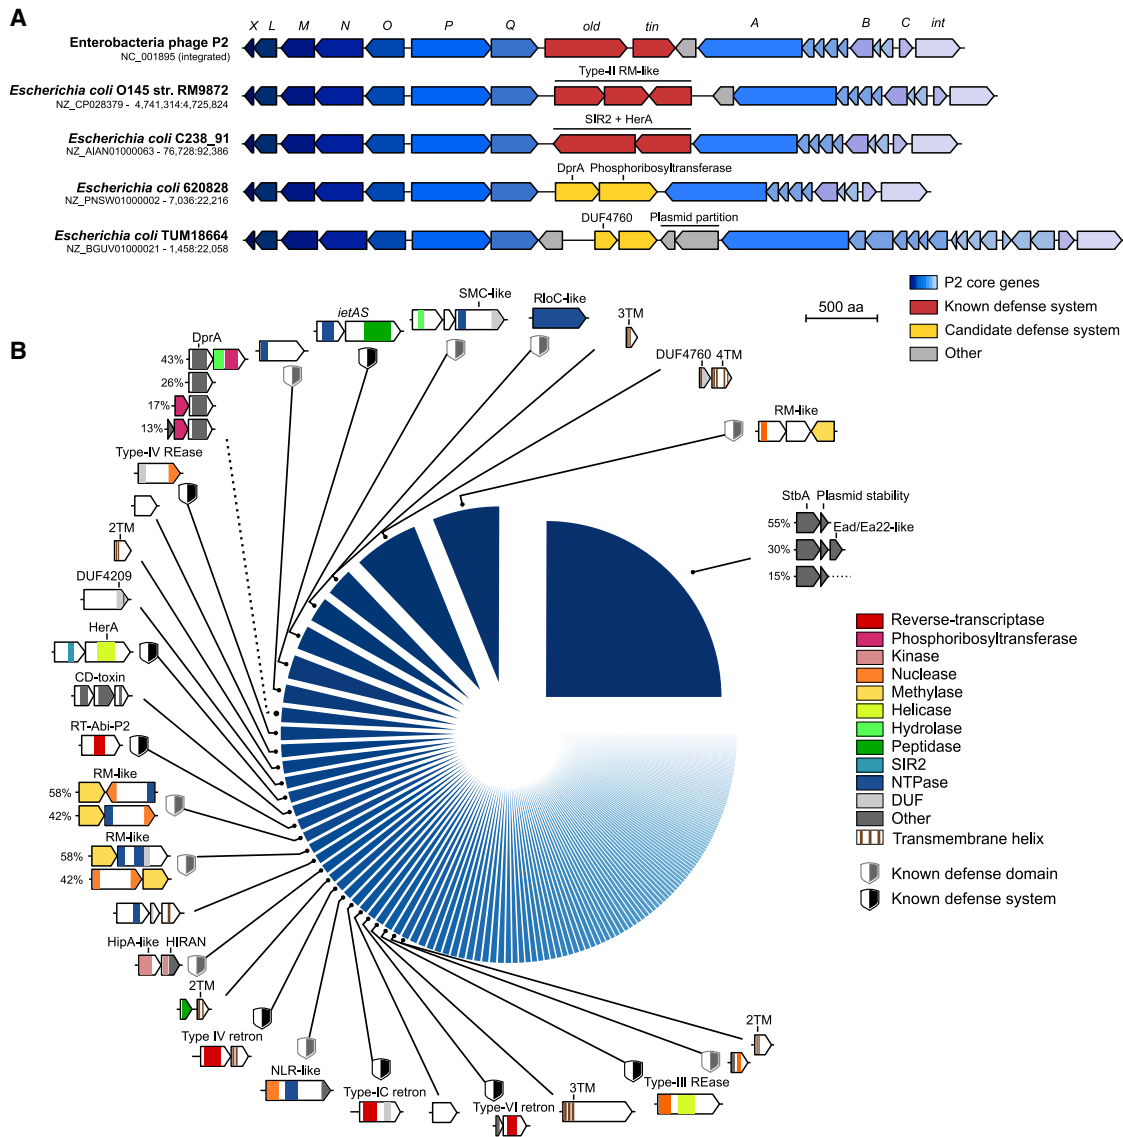 A
X L M N O P Q old tin A B C int
Enterobacteria phage P2
NC_001895 (integrated)
Type-II RM-like
Escherichia coli O145 str. RM9872
NZ_CP028379 - 4,741,314:4,725,824
SIR2 + HerA
Escherichia coli C238_91
NZ_AIAN01000063 - 76,728:92,386
DprA Phosphoribosyltransferase
Escherichia coli 620828
NZ_PNSW01000002 - 7,036:22,216
DUF4760 Plasmid partition
Escherichia coli TUM18664
NZ_BGUV01000021 - 1,458:22,058
500 aa
P2 core genes
Known defense system
Candidate defense system
Other
B
DprA
43%
26%
17%
13%
ietAS
SMC-like
RloC-like
3TM
DUF4760 4TM
RM-like
StbA Plasmid stability
55%
Ead/Ea22-like
30%
15%
Type-IV REase
2TM
DUF4209
HerA
CD-toxin
RT-Abi-P2
RM-like
58%
42%
RM-like
58%
42%
HipA-like HIRAN
2TM
Type IV retron
NLR-like
Type-IC retron
Type-VI retron
3TM
Type-III REase
2TM
Reverse-transcriptase
Phosphoribosyltransferase
Kinase
Nuclease
Methylase
Helicase
Hydrolase
Peptidase
SIR2
NTPase
DUF
Other
Transmembrane helix
Known defense domain
Known defense system